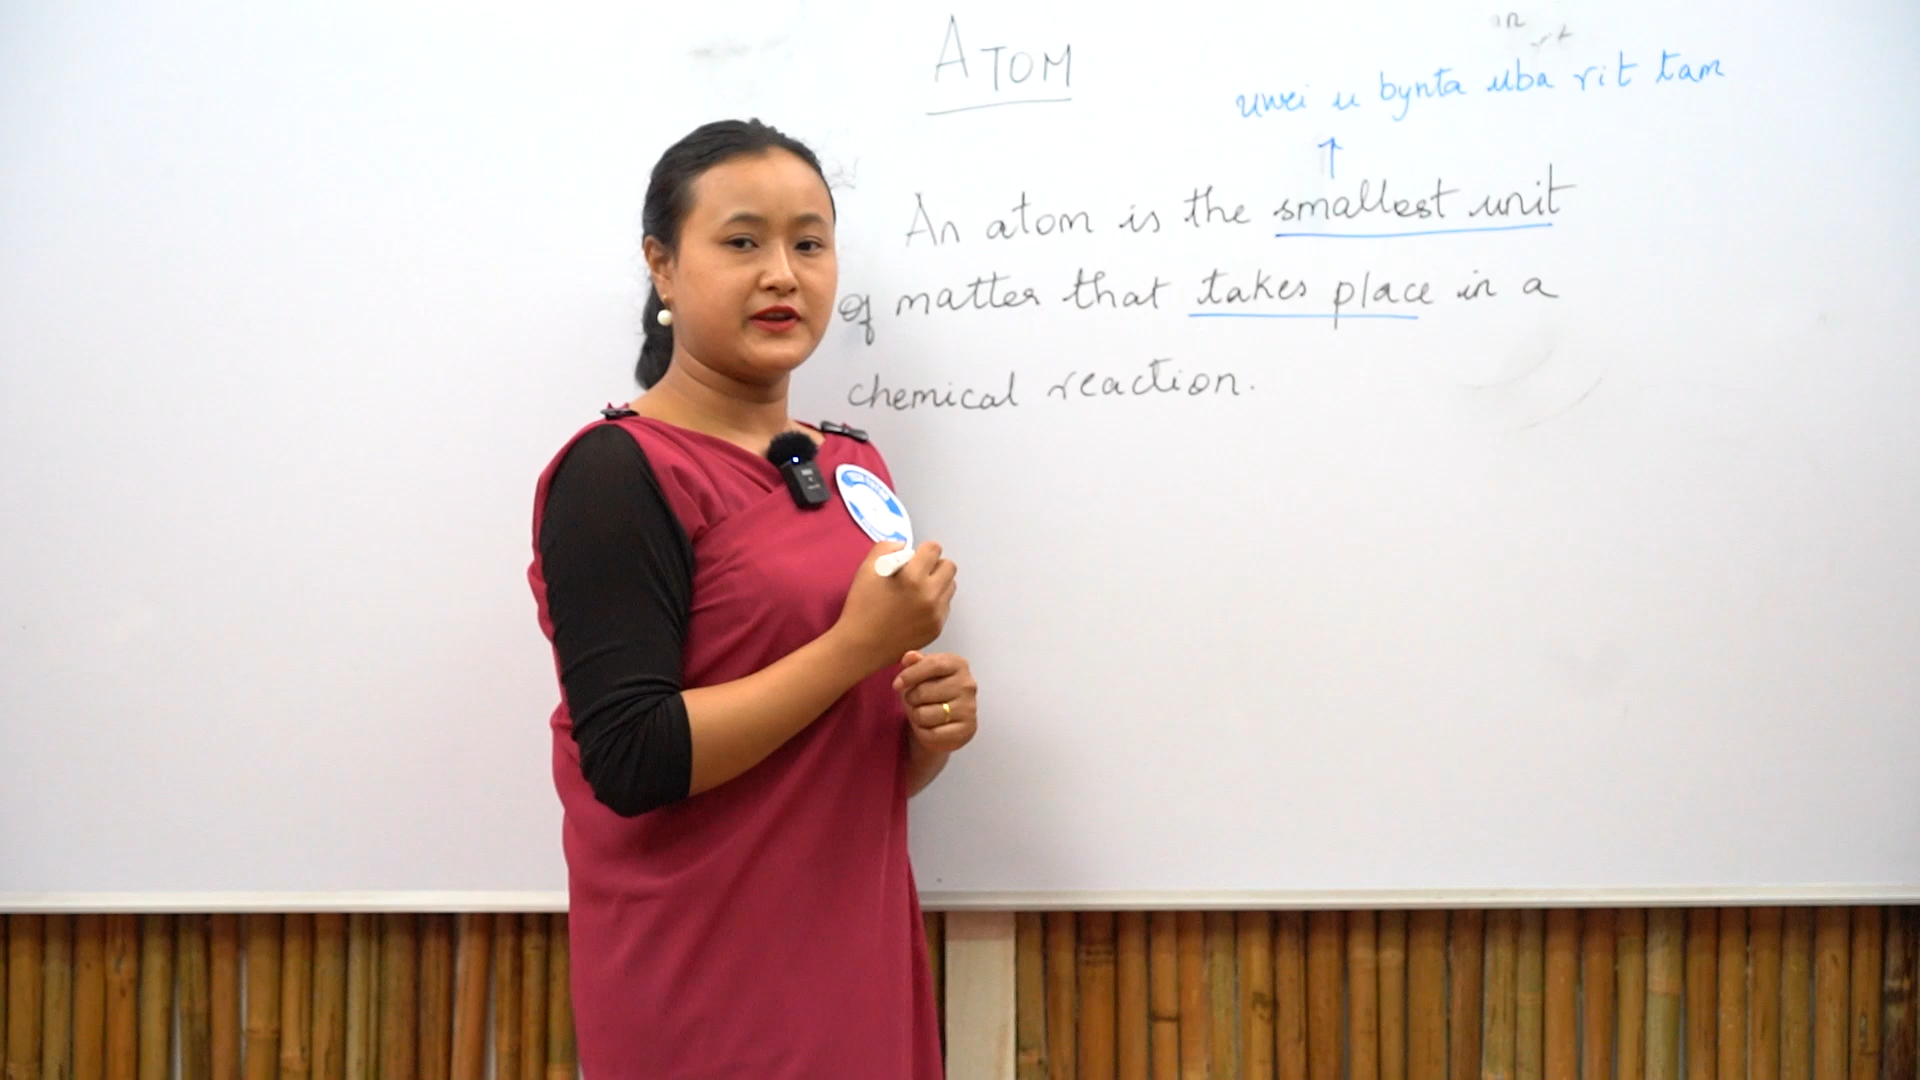 ATOM
uwei u bynta uba rit tam
↑
An atom is the smallest unit
of matter that takes place in a
chemical reaction.